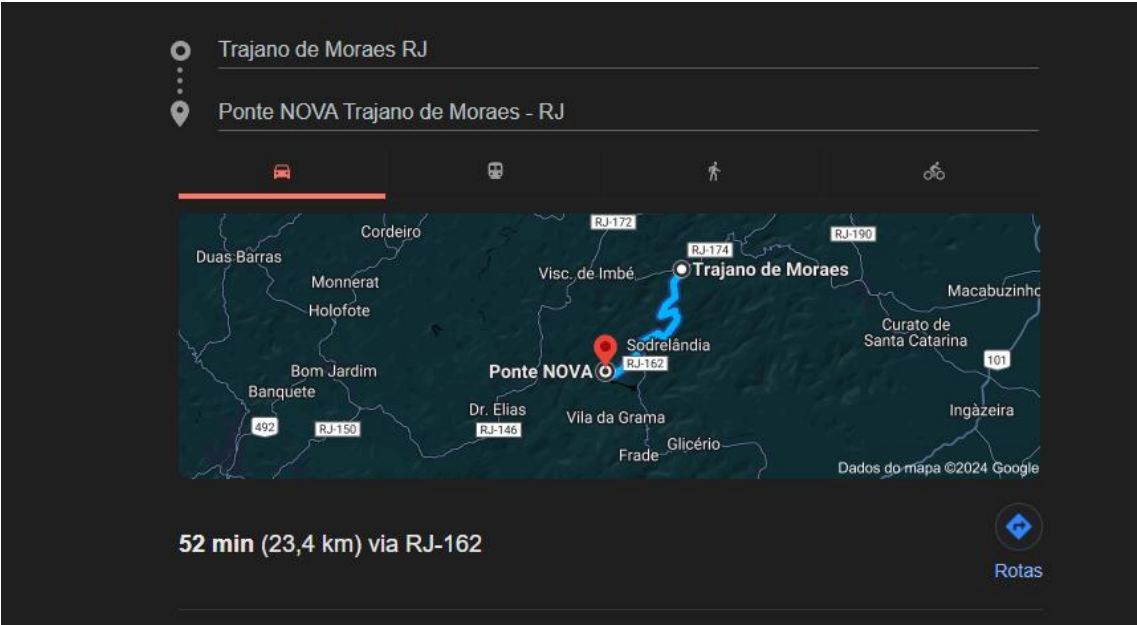 Trajano de Moraes RJ
Ponte NOVA Trajano de Moraes - RJ
RJ-172
Cordeiro
RJ-190
RJ-174
Duas Barras
Visc. de Imbé
Trajano de Moraes
Monnerat
Macabuzinho
Holofote
Curato de
Santa Catarina
Sodrelândia
101
RJ-162
Bom Jardim
Ponte NOVA
Banquete
Dr. Elias
Vila da Grama
Ingàzeira
492
RJ-150
RJ-146
Glicério
Frade
Dados do mapa ©2024 Google
52 min (23,4 km) via RJ-162
Rotas